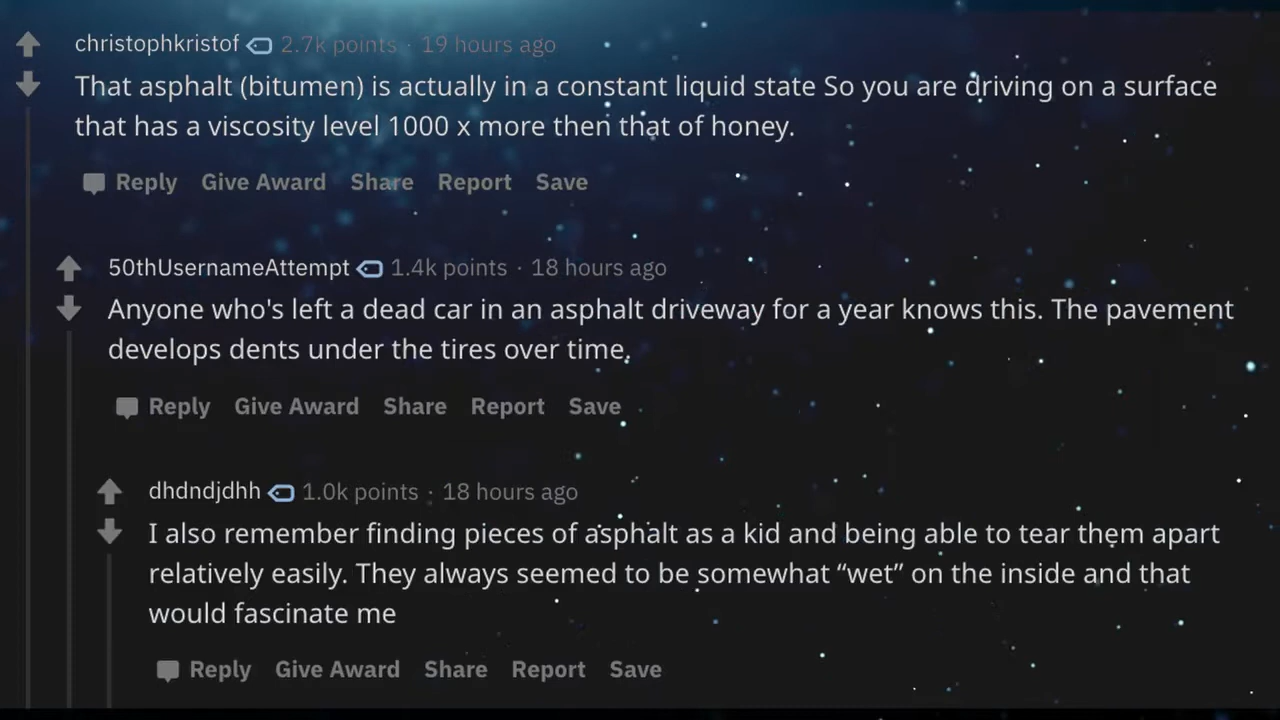 christophkristof 2.7k points · 19 hours ago
That asphalt (bitumen) is actually in a constant liquid state So you are driving on a surface
that has a viscosity level 1000 x more then that of honey.
Reply Give Award Share Report Save
50thUsernameAttempt 1.4k points · 18 hours ago
Anyone who's left a dead car in an asphalt driveway for a year knows this. The pavement
develops dents under the tires over time.
Reply Give Award Share Report Save
dhdndjdhh 1.0k points · 18 hours ago
I also remember finding pieces of asphalt as a kid and being able to tear them apart
relatively easily. They always seemed to be somewhat “wet” on the inside and that
would fascinate me
Reply Give Award Share Report Save